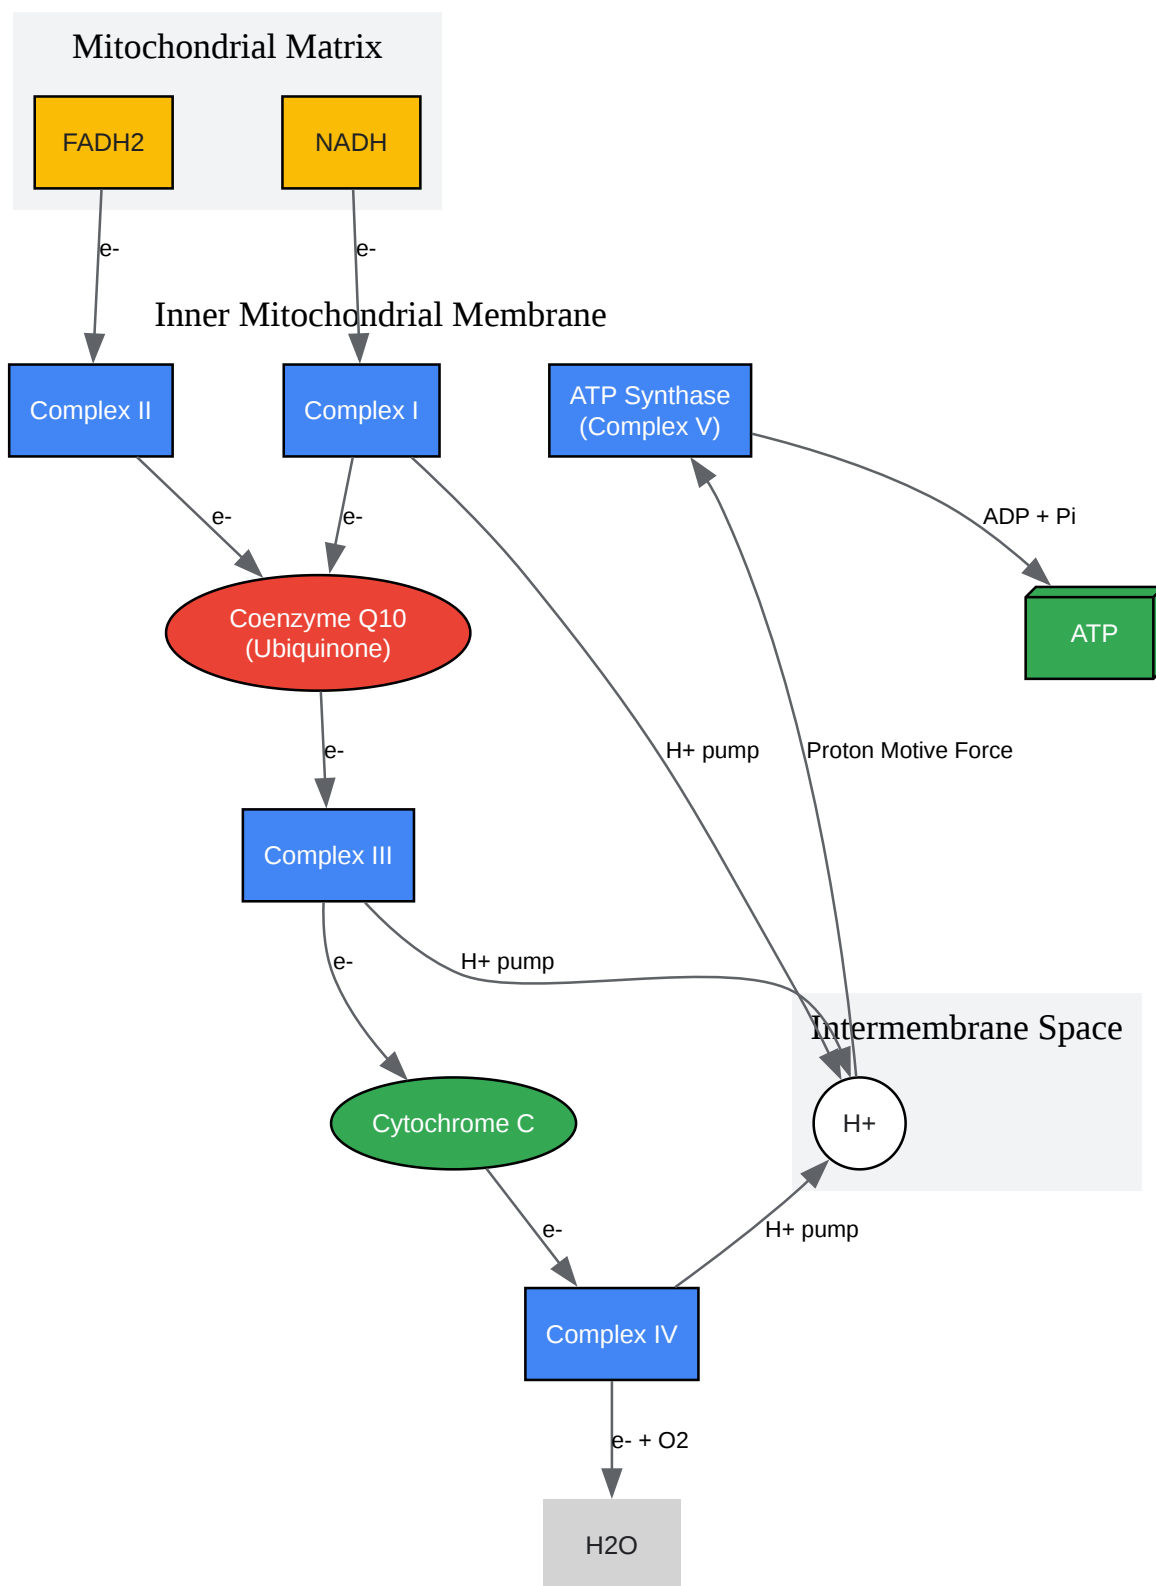 Mitochondrial Matrix
FADH2
NADH
e-
e-
Inner Mitochondrial Membrane
Complex II
Complex I
ATP Synthase
(Complex V)
e-
e-
ADP + Pi
Coenzyme Q10
(Ubiquinone)
ATP
e-
H+ pump
Proton Motive Force
Complex III
e-
H+ pump
Intermembrane Space
Cytochrome C
H+
e-
H+ pump
Complex IV
e- + O2
H2O